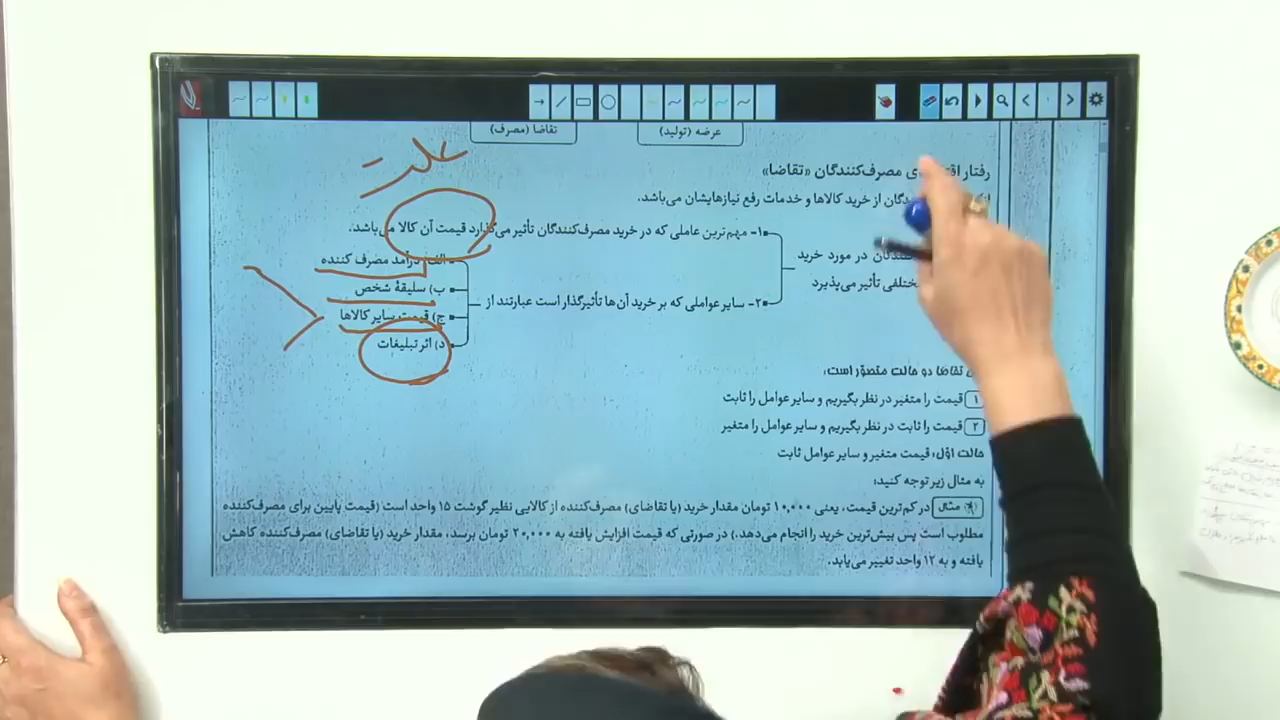 عرضه (تولید)
تقاضا (مصرف)
مصرف‌کنندگان «تقاضا»
از خرید کالاها و خدمات رفع نیازهایشان می‌باشد.
در مورد خرید
مختلفی تأثیر می‌پذیرد
۱- مهم‌ترین عاملی که در خرید مصرف‌کنندگان تأثیر می‌گذارد قیمت آن کالا می‌باشد.
۲- سایر عواملی که بر خرید آن‌ها تأثیرگذار است عبارتند از
الف) درآمد مصرف کننده
ب) سلیقهٔ شخص
ج) قیمت سایر کالاها
د) اثر تبلیغات
تقاضا دو حالت متصوّر است:
۱ قیمت را متغیر در نظر بگیریم و سایر عوامل را ثابت
۲ قیمت را ثابت در نظر بگیریم و سایر عوامل را متغیر
حالت اوّل: قیمت متغیر و سایر عوامل ثابت
به مثال زیر توجه کنید:
مثال در کم‌ترین قیمت، یعنی ۱۰,۰۰۰ تومان مقدار خرید (یا تقاضای) مصرف‌کننده از کالایی نظیر گوشت ۱۵ واحد است (قیمت پایین برای مصرف‌کننده
مطلوب است پس بیش‌ترین خرید را انجام می‌دهد.) در صورتی که قیمت افزایش یافته به ۲۰,۰۰۰ تومان برسد، مقدار خرید (یا تقاضای) مصرف‌کننده کاهش
یافته و به ۱۲ واحد تغییر می‌یابد.